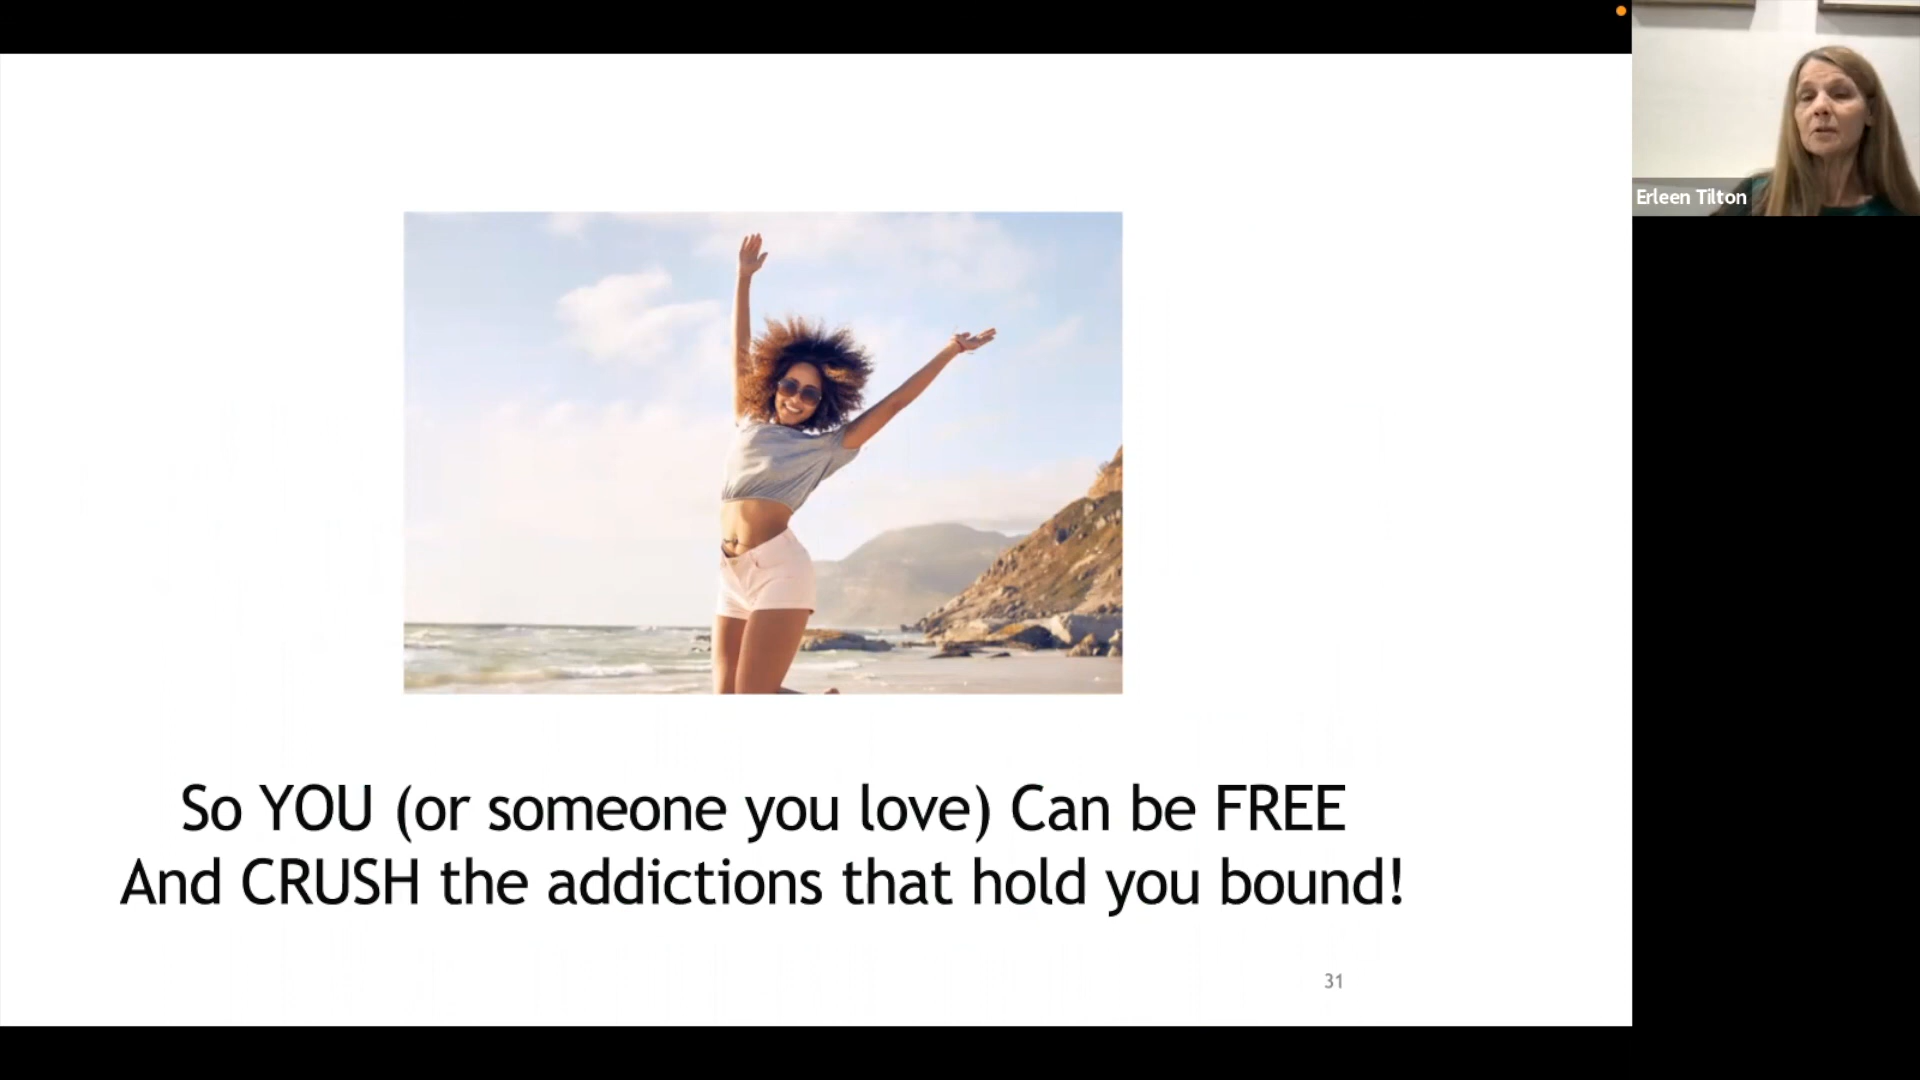 Erleen Tilton
So YOU (or someone you love) Can be FREE
And CRUSH the addictions that hold you bound!
31